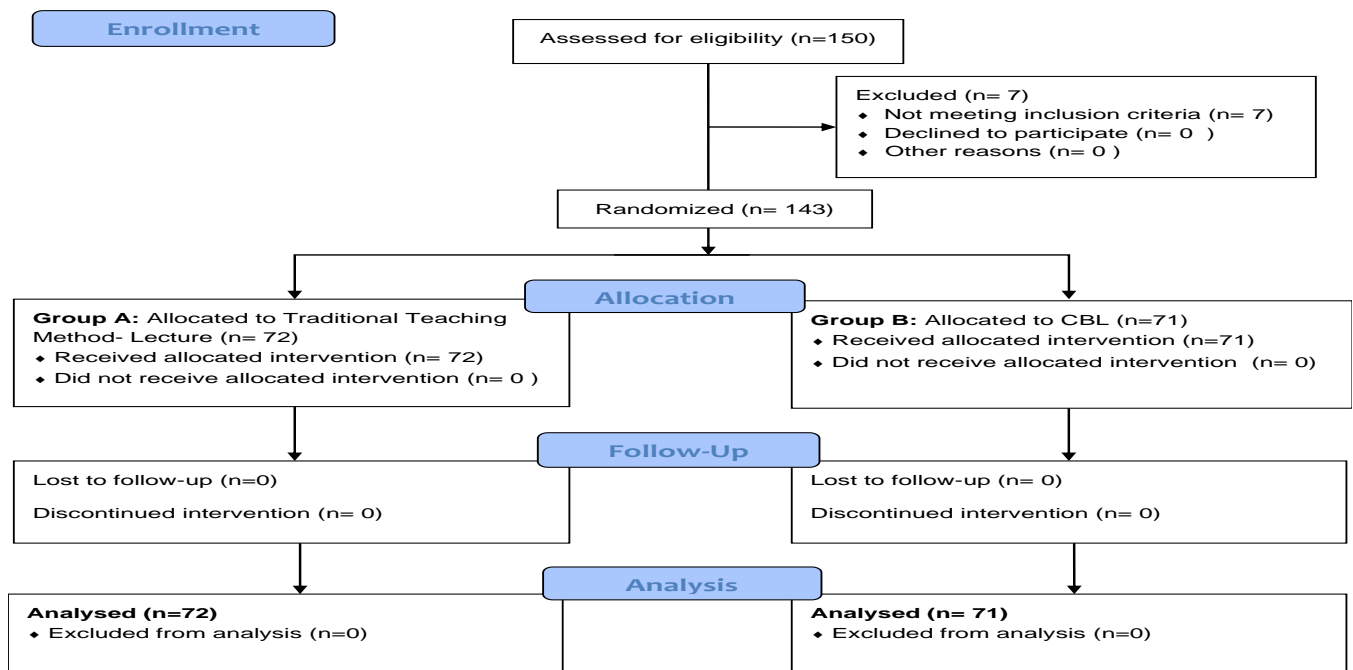 Enrollment
Assessed for eligibility (n=150)
Excluded (n= 7)
⬥ Not meeting inclusion criteria (n= 7)
⬥ Declined to participate (n= 0  )
⬥ Other reasons (n= 0 )
Randomized (n= 143)
Allocation
Group A: Allocated to Traditional Teaching
Method- Lecture (n= 72)
⬥ Received allocated intervention (n= 72)
⬥ Did not receive allocated intervention (n= 0 )
Group B: Allocated to CBL (n=71)
⬥ Received allocated intervention (n=71)
⬥ Did not receive allocated intervention  (n= 0)
Follow-Up
Lost to follow-up (n=0)
Discontinued intervention (n= 0)
Lost to follow-up (n= 0)
Discontinued intervention (n= 0)
Analysis
Analysed (n=72)
⬥ Excluded from analysis (n=0)
Analysed (n= 71)
⬥ Excluded from analysis (n=0)